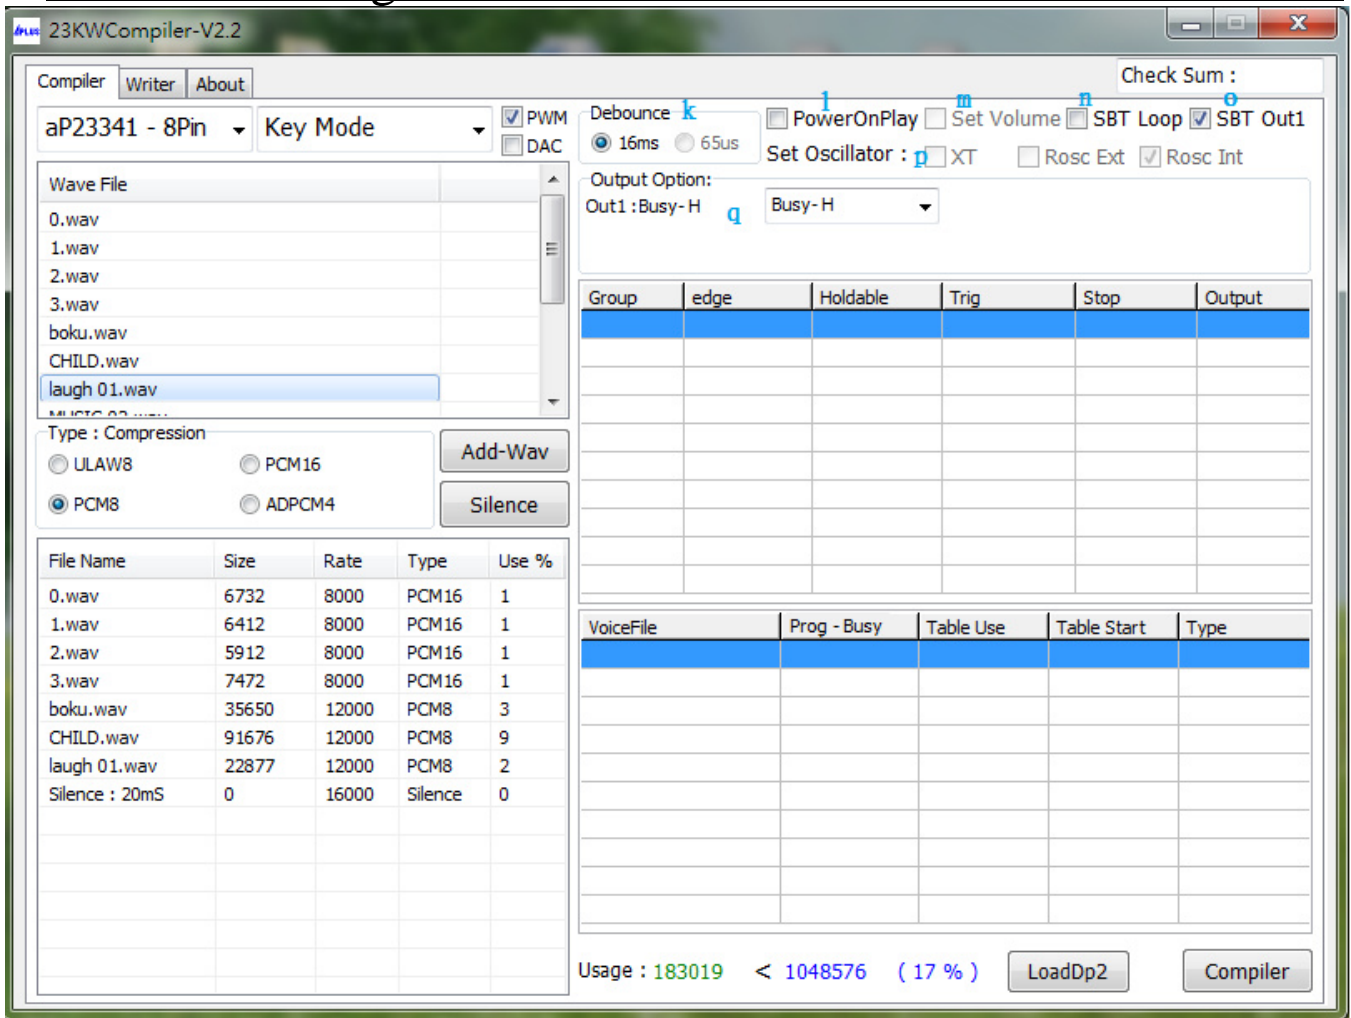 dPLUS 23KWCompiler-V2.2
Compiler Writer About
Check Sum :
aP23341 - 8Pin Key Mode
PWM
DAC
Wave File
0.wav
1.wav
2.wav
3.wav
boku.wav
CHILD.wav
laugh 01.wav
Type : Compression
ULAW8 PCM16
PCM8 ADPCM4
Add-Wav
Silence
File Name Size Rate Type Use %
0.wav 6732 8000 PCM16 1
1.wav 6412 8000 PCM16 1
2.wav 5912 8000 PCM16 1
3.wav 7472 8000 PCM16 1
boku.wav 35650 12000 PCM8 3
CHILD.wav 91676 12000 PCM8 9
laugh 01.wav 22877 12000 PCM8 2
Silence : 20mS 0 16000 Silence 0
Debounce k
16ms 65us
l m n o
PowerOnPlay Set Volume SBT Loop SBT Out1
Set Oscillator : p XT Rosc Ext Rosc Int
Output Option:
Out1 :Busy- H q Busy- H
Group edge Holdable Trig Stop Output
VoiceFile Prog - Busy Table Use Table Start Type
Usage : 183019 < 1048576 ( 17 % ) LoadDp2 Compiler